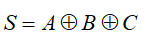 S = A ⊕ B ⊕ C